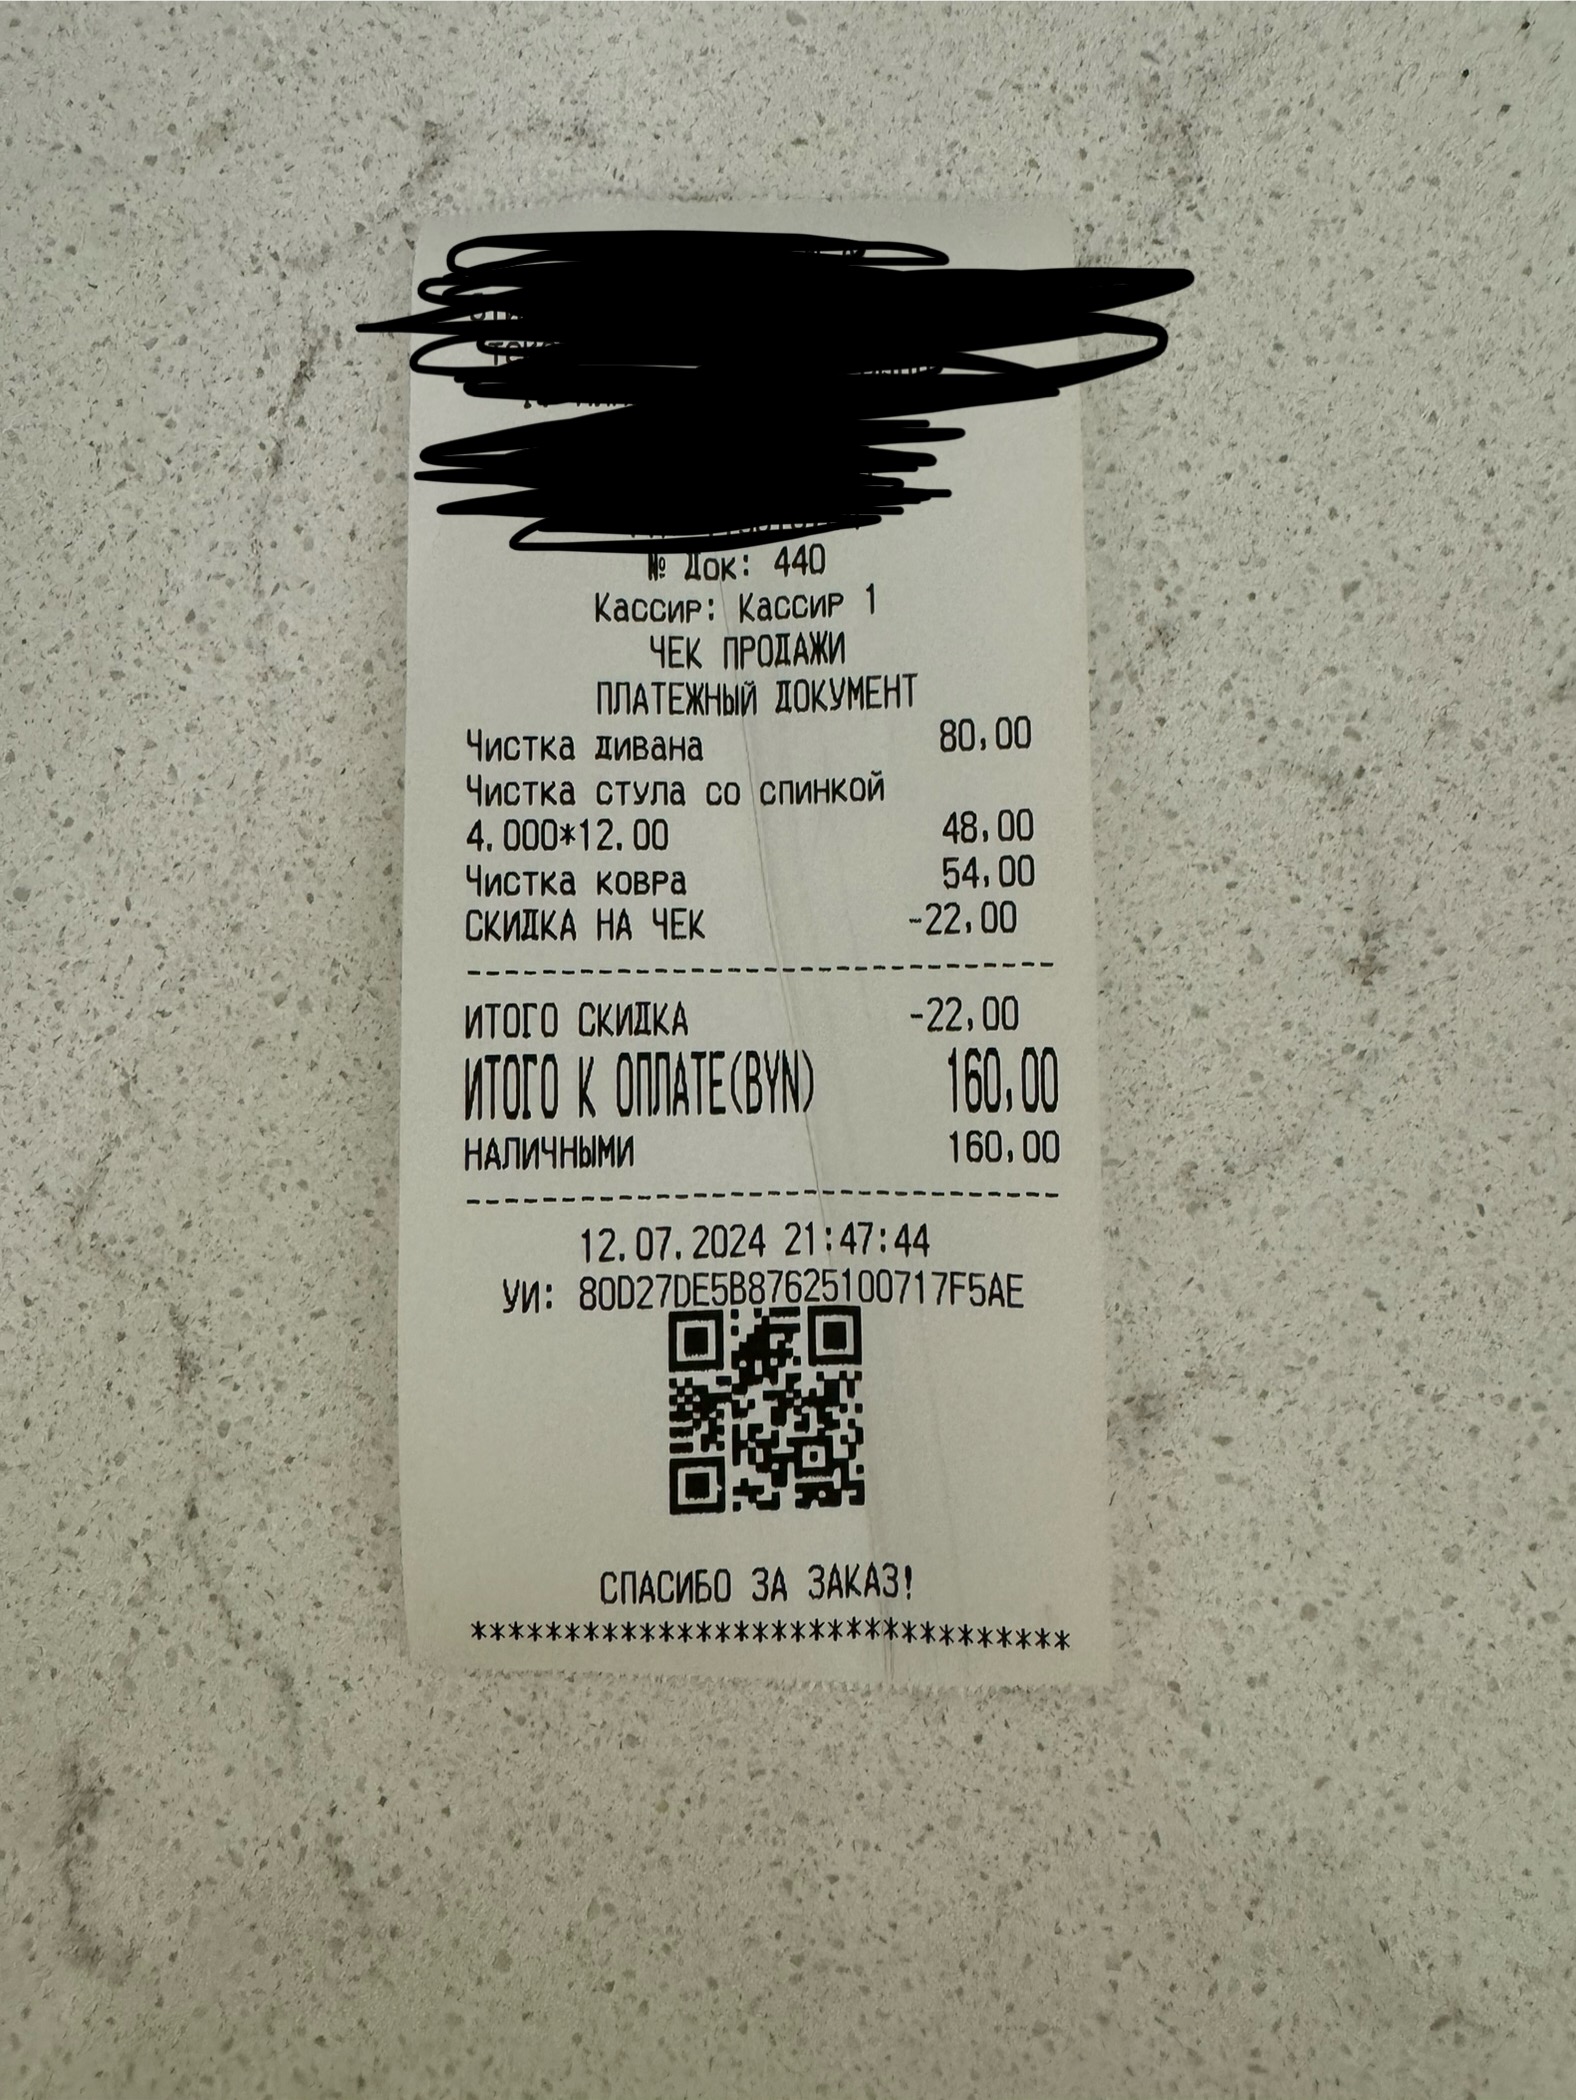 № Док: 440
Кассир: Кассир 1
ЧЕК ПРОДАЖИ
ПЛАТЕЖНЫЙ ДОКУМЕНТ
Чистка дивана 80,00
Чистка стула со спинкой
4.000*12.00 48,00
Чистка ковра 54,00
СКИДКА НА ЧЕК -22,00
--------------------------------
ИТОГО СКИДКА -22,00
ИТОГО К ОПЛАТЕ(BYN) 160,00
НАЛИЧНЫМИ 160,00
--------------------------------
12.07.2024 21:47:44
УИ: 80D27DE5B87625100717F5AE
СПАСИБО ЗА ЗАКАЗ!
********************************